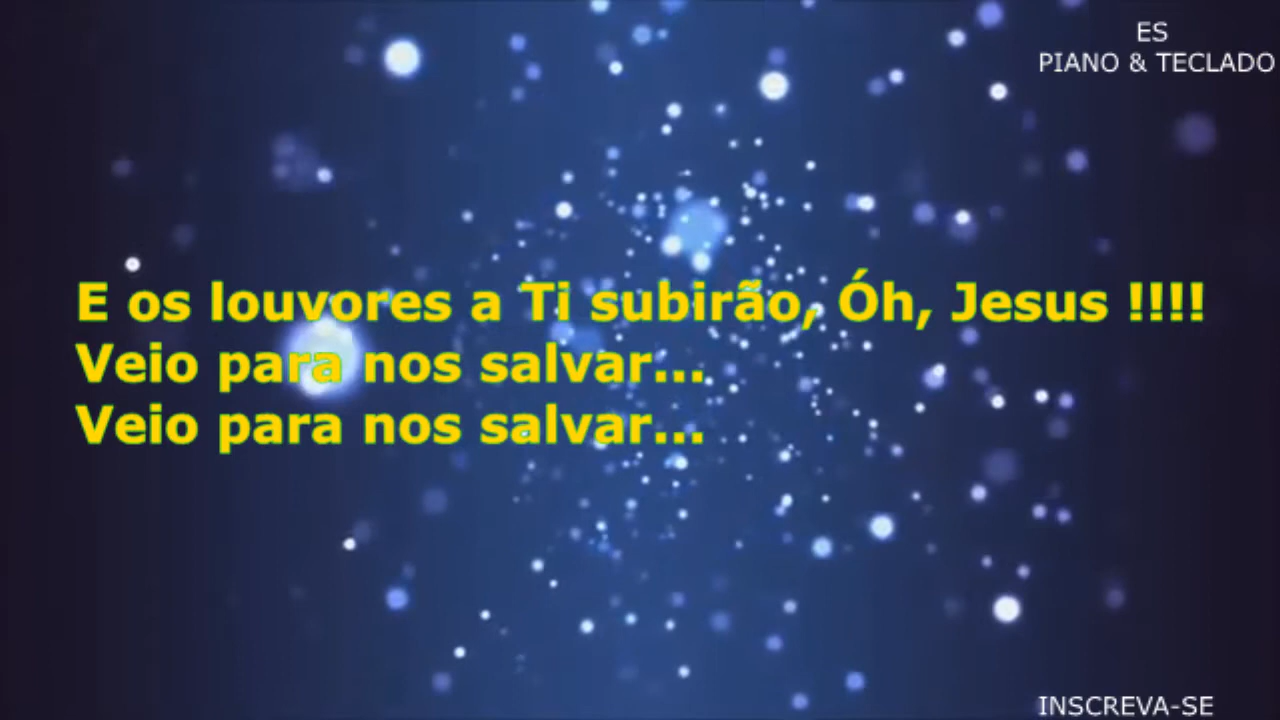 ES
PIANO & TECLADO
E os louvores a Ti subirão, Óh, Jesus !!!!
Veio para nos salvar...
Veio para nos salvar...
INSCREVA-SE